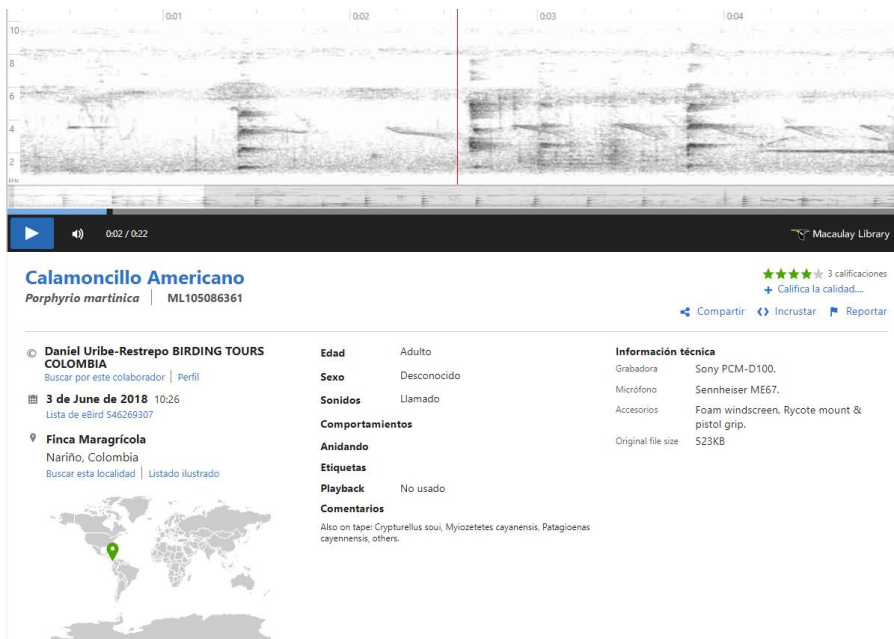 0:01 0:02 0:03 0:04
10
8
6
4
2
kHz
0:02 / 0:22 Macaulay Library
Calamoncillo Americano
3 calificaciones
Porphyrio martinica | ML105086361
+ Califica la calidad....
Compartir Incrustar Reportar
© Daniel Uribe-Restrepo BIRDING TOURS
COLOMBIA
Buscar por este colaborador | Perfil
3 de June de 2018 10:26
Lista de eBird S46269307
Finca Maragrícola
Nariño, Colombia
Buscar esta localidad | Listado ilustrado
Edad Adulto
Sexo Desconocido
Sonidos Llamado
Comportamientos
Anidando
Etiquetas
Playback No usado
Comentarios
Also on tape: Crypturellus soui, Myiozetetes cayanensis, Patagioenas
cayennensis, others.
Información técnica
Grabadora Sony PCM-D100.
Micrófono Sennheiser ME67.
Accesorios Foam windscreen, Rycote mount &
pistol grip.
Original file size 523KB